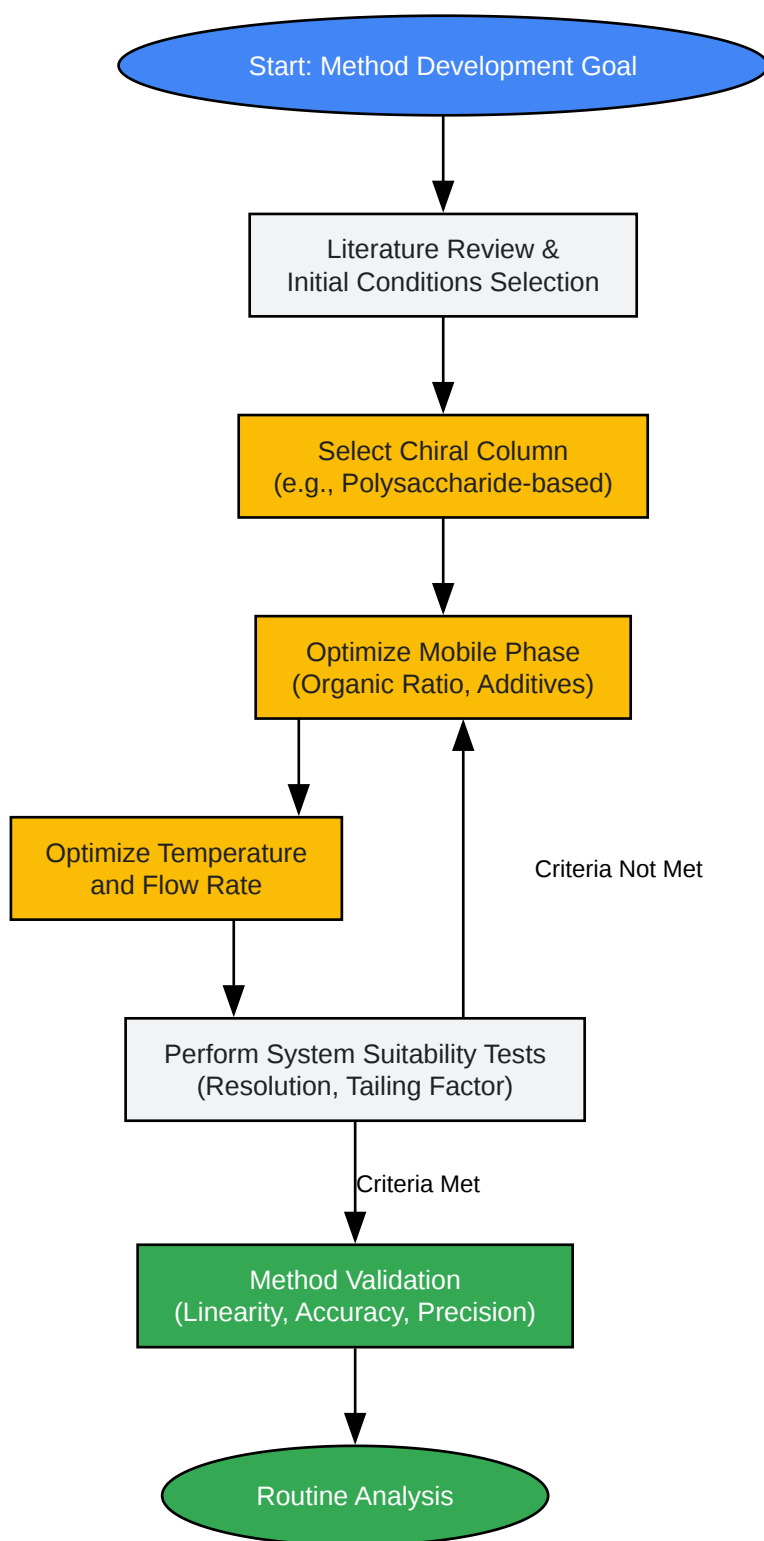 Start: Method Development Goal
Literature Review &
Initial Conditions Selection
Select Chiral Column
(e.g., Polysaccharide-based)
Optimize Mobile Phase
(Organic Ratio, Additives)
Optimize Temperature
and Flow Rate
Criteria Not Met
Perform System Suitability Tests
(Resolution, Tailing Factor)
Criteria Met
Method Validation
(Linearity, Accuracy, Precision)
Routine Analysis